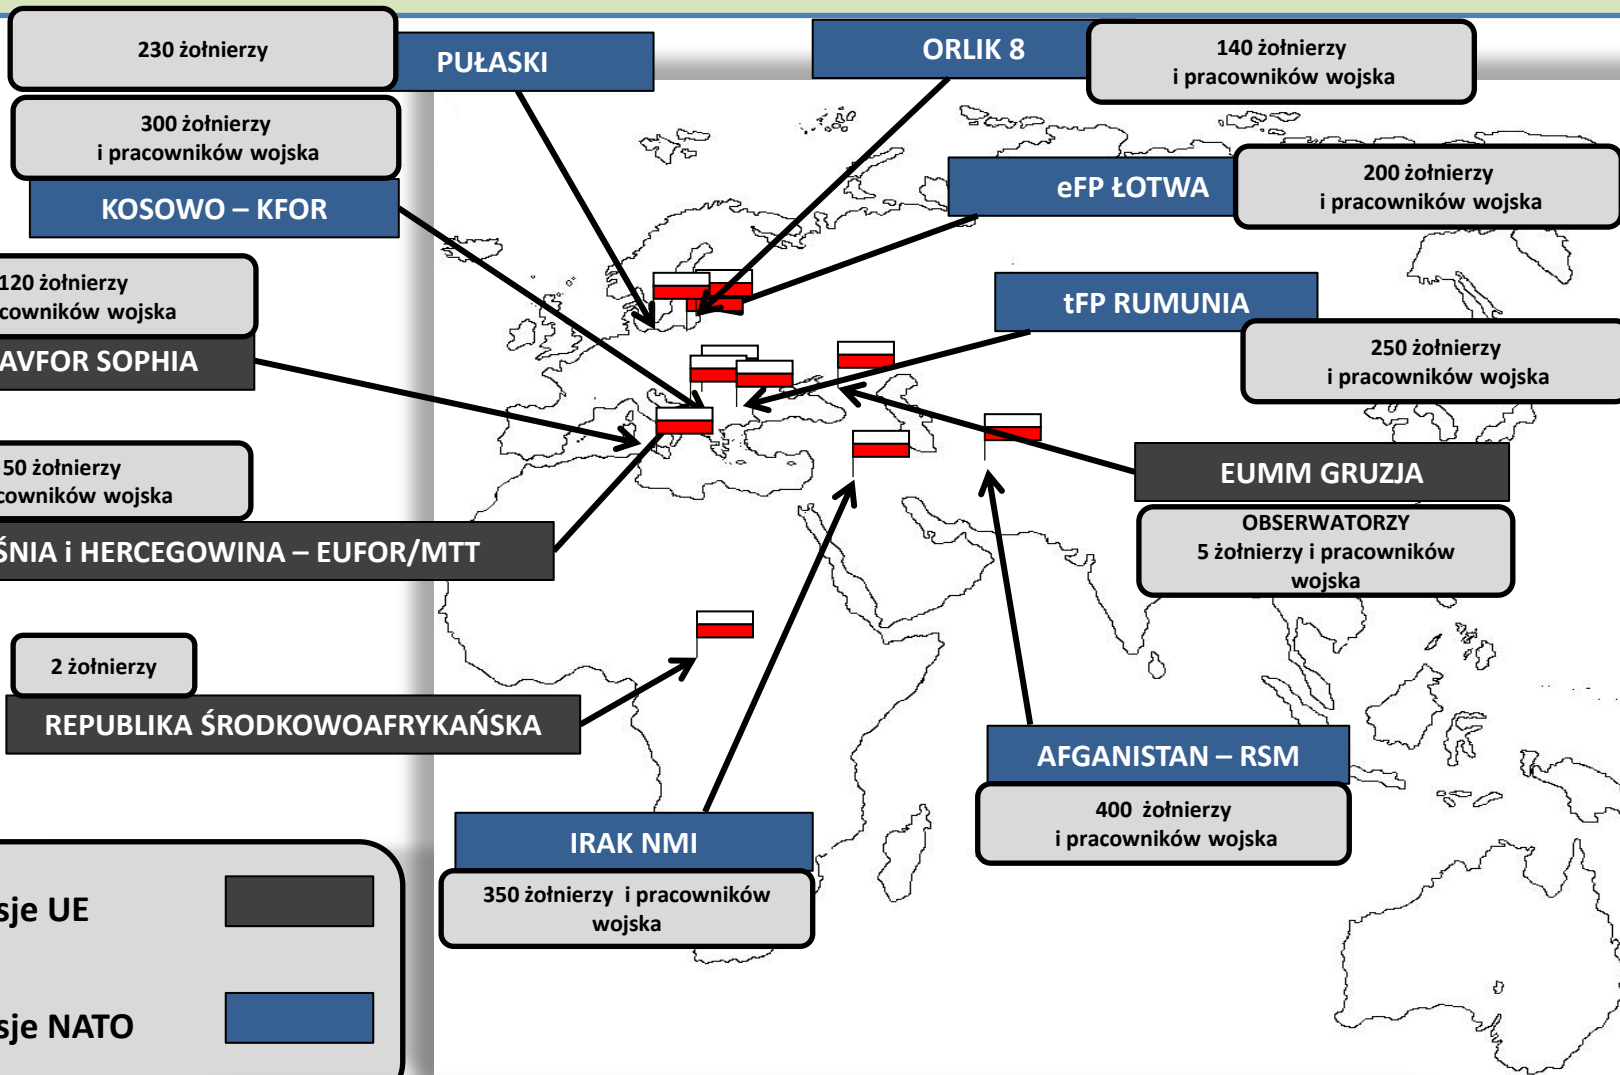 230 żołnierzy
PUŁASKI
ORLIK 8
140 żołnierzy
i pracowników wojska
300 żołnierzy
i pracowników wojska
KOSOWO – KFOR
eFP ŁOTWA
200 żołnierzy
i pracowników wojska
120 żołnierzy
cowników wojska
AVFOR SOPHIA
tFP RUMUNIA
250 żołnierzy
i pracowników wojska
50 żołnierzy
cowników wojska
ŚNIA i HERCEGOWINA – EUFOR/MTT
EUMM GRUZJA
OBSERWATORZY
5 żołnierzy i pracowników
wojska
2 żołnierzy
REPUBLIKA ŚRODKOWOAFRYKAŃSKA
AFGANISTAN – RSM
400 żołnierzy
i pracowników wojska
IRAK NMI
350 żołnierzy i pracowników
wojska
sje UE
sje NATO